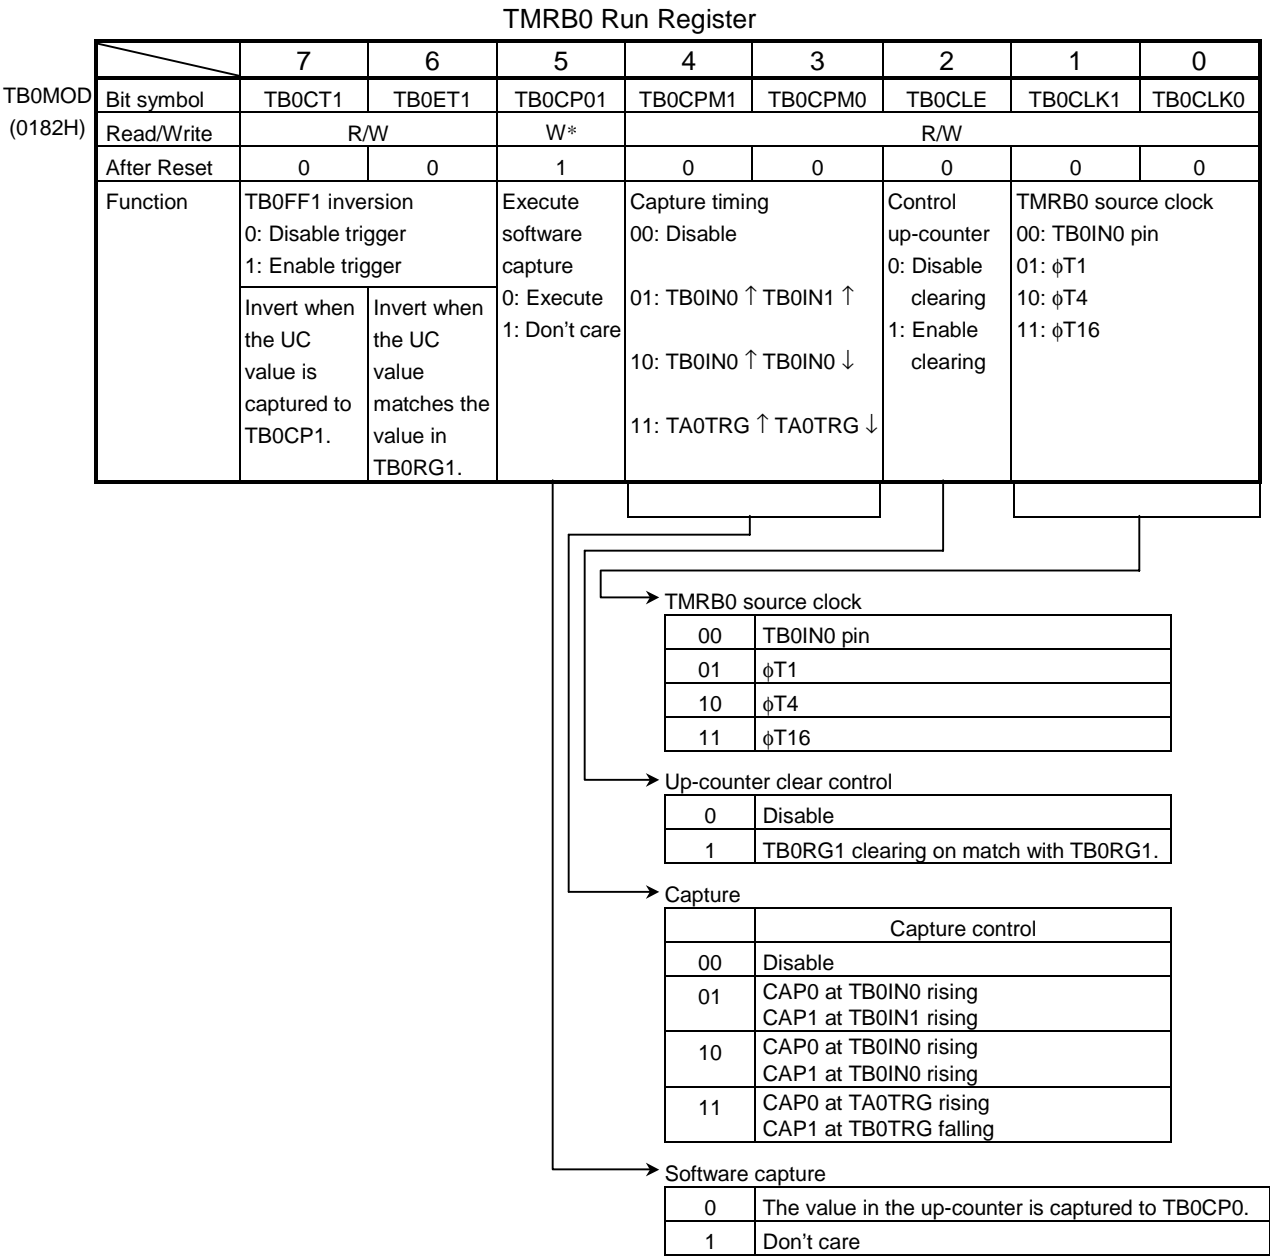 TMRB0 Run Register
7 6 5 4 3 2 1 0
TB0MOD
(0182H)
Bit symbol TB0CT1 TB0ET1 TB0CP01 TB0CPM1 TB0CPM0 TB0CLE TB0CLK1 TB0CLK0
Read/Write R/W W* R/W
After Reset 0 0 1 0 0 0 0 0
Function
TB0FF1 inversion
0: Disable trigger
1: Enable trigger
Invert when
the UC
value is
captured to
TB0CP1.
Invert when
the UC
value
matches the
value in
TB0RG1.
Execute
software
capture
0: Execute
1: Don't care
Capture timing
00: Disable
01: TB0IN0 ↑ TB0IN1 ↑
10: TB0IN0 ↑ TB0IN0 ↓
11: TA0TRG ↑ TA0TRG ↓
Control
up-counter
0: Disable
clearing
1: Enable
clearing
TMRB0 source clock
00: TB0IN0 pin
01: ϕT1
10: ϕT4
11: ϕT16
TMRB0 source clock
00 TB0IN0 pin
01 ϕT1
10 ϕT4
11 ϕT16
Up-counter clear control
0 Disable
1 TB0RG1 clearing on match with TB0RG1.
Capture
Capture control
00 Disable
01 CAP0 at TB0IN0 rising
CAP1 at TB0IN1 rising
10 CAP0 at TB0IN0 rising
CAP1 at TB0IN0 rising
11 CAP0 at TA0TRG rising
CAP1 at TB0TRG falling
Software capture
0 The value in the up-counter is captured to TB0CP0.
1 Don't care